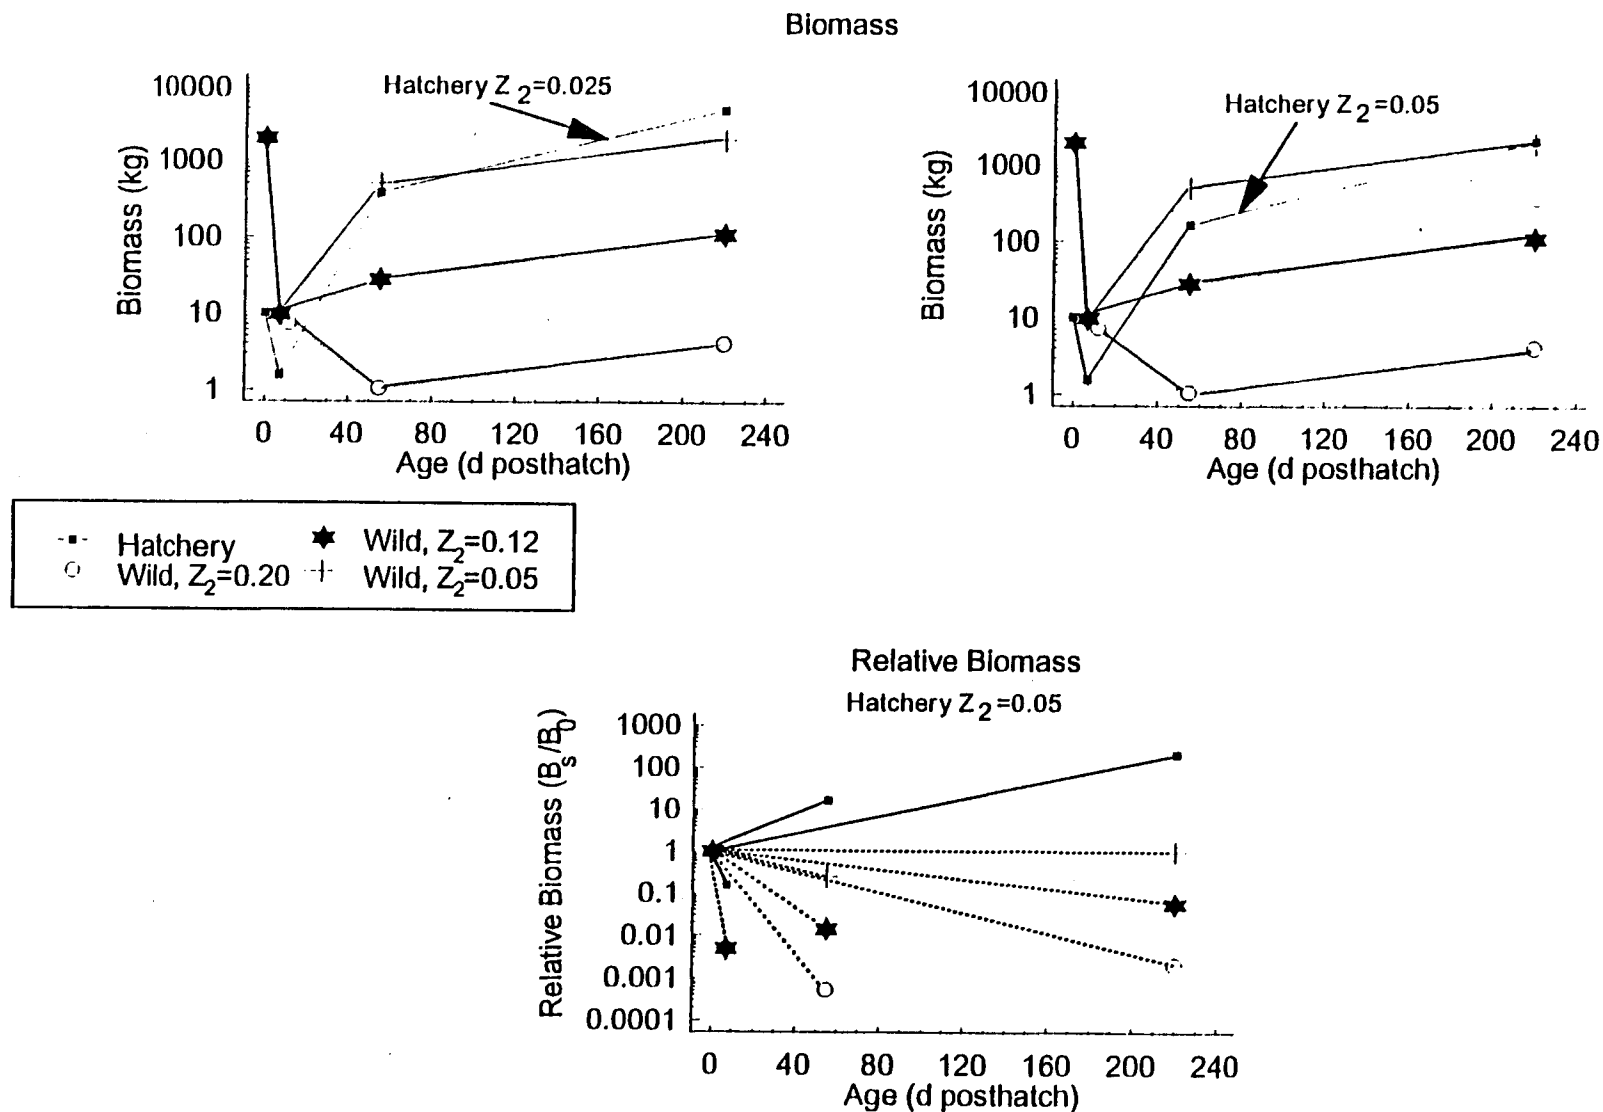 Biomass
Hatchery Z2=0.025
Biomass (kg)
10000
1000
100
10
1
0 40 80 120 160 200 240
Age (d posthatch)
Hatchery Z2=0.05
Biomass (kg)
10000
1000
100
10
1
0 40 80 120 160 200 240
Age (d posthatch)
Hatchery Wild, Z2=0.12
Wild, Z2=0.20 Wild, Z2=0.05
Relative Biomass
Hatchery Z2=0.05
Relative Biomass (Bs/B0)
1000
100
10
1
0.1
0.01
0.001
0.0001
0 40 80 120 160 200 240
Age (d posthatch)